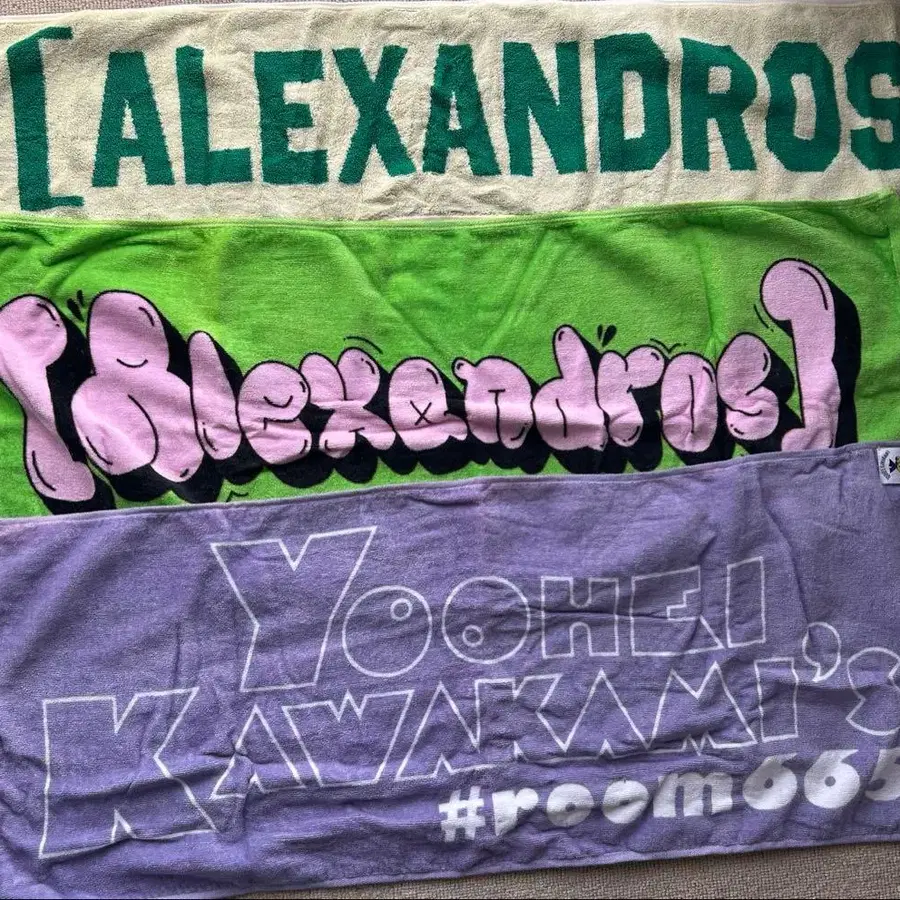 [ALEXANDROS
[Alexandros]
YOOHEI
KAWAKAMI'S
#room665